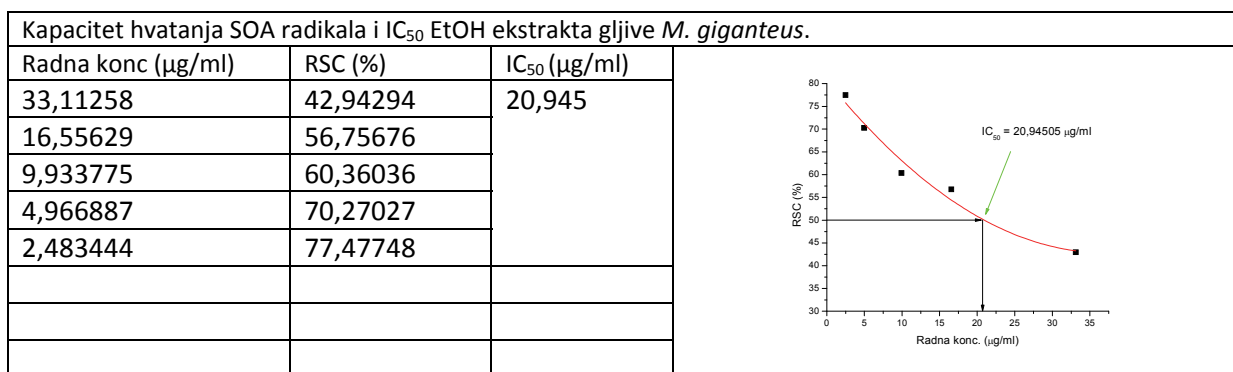 Kapacitet hvatanja SOA radikala i IC50 EtOH ekstrakta gljive M. giganteus.
Radna konc (µg/ml) RSC (%) IC50 (µg/ml)
33,11258 42,94294 20,945
16,55629 56,75676
9,933775 60,36036
4,966887 70,27027
2,483444 77,47748
80
75
70
65
60
55
50
45
40
35
30
RSC (%)
IC50 = 20,94505 µg/ml
0 5 10 15 20 25 30 35
Radna konc. (µg/ml)